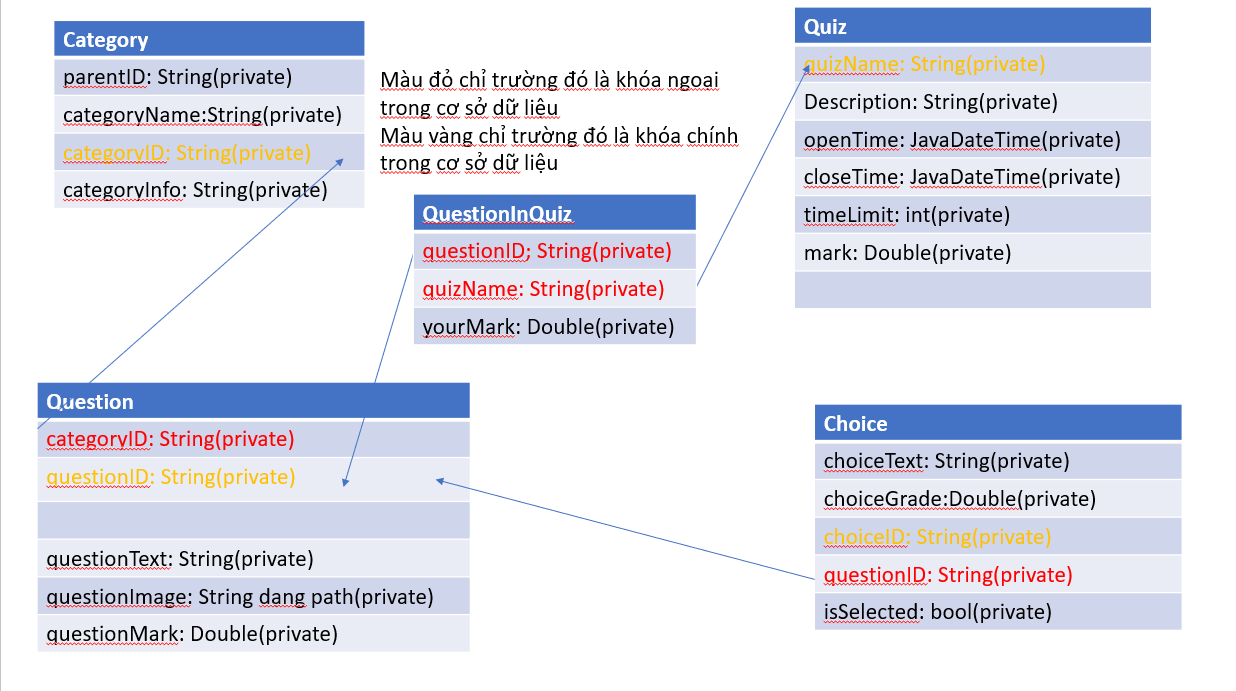 Category
parentID: String(private)
categoryName:String(private)
categoryID: String(private)
categoryInfo: String(private)
Màu đỏ chỉ trường đó là khóa ngoại
trong cơ sở dữ liệu
Màu vàng chỉ trường đó là khóa chính
trong cơ sở dữ liệu
Quiz
quizName: String(private)
Description: String(private)
openTime: JavaDateTime(private)
closeTime: JavaDateTime(private)
timeLimit: int(private)
mark: Double(private)
QuestionInQuiz
questionID; String(private)
quizName: String(private)
yourMark: Double(private)
Question
categoryID: String(private)
questionID: String(private)
questionText: String(private)
questionImage: String dang path(private)
questionMark: Double(private)
Choice
choiceText: String(private)
choiceGrade:Double(private)
choiceID: String(private)
questionID: String(private)
isSelected: bool(private)